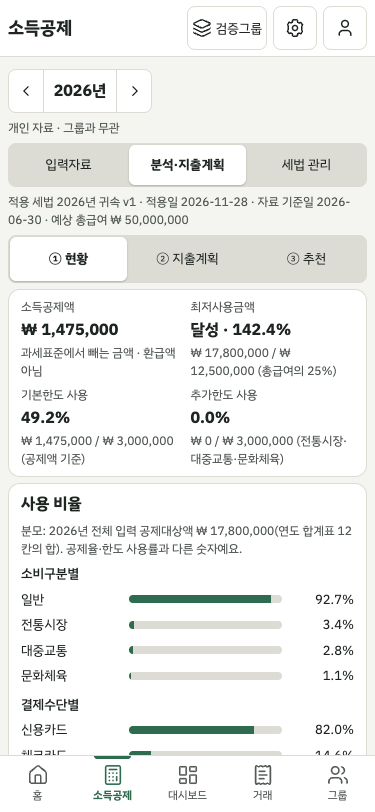 소득공제
검증그룹
2026년
개인 자료 · 그룹과 무관
입력자료
분석·지출계획
세법 관리
적용 세법 2026년 귀속 v1 · 적용일 2026-11-28 · 자료 기준일 2026-
06-30 · 예상 총급여 ₩ 50,000,000
① 현황
② 지출계획
③ 추천
소득공제액
₩ 1,475,000
과세표준에서 빼는 금액 · 환급액
아님
최저사용금액
달성 · 142.4%
₩ 17,800,000 / ₩
12,500,000 (총급여의 25%)
기본한도 사용
49.2%
₩ 1,475,000 / ₩ 3,000,000
(공제액 기준)
추가한도 사용
0.0%
₩ 0 / ₩ 3,000,000 (전통시장·
대중교통·문화체육)
사용 비율
분모: 2026년 전체 입력 공제대상액 ₩ 17,800,000(연도 합계표 12
칸의 합). 공제율·한도 사용률과 다른 숫자예요.
소비구분별
일반 92.7%
전통시장 3.4%
대중교통 2.8%
문화체육 1.1%
결제수단별
신용카드 82.0%
체크카드 14.6%
홈
소득공제
대시보드
거래
그룹